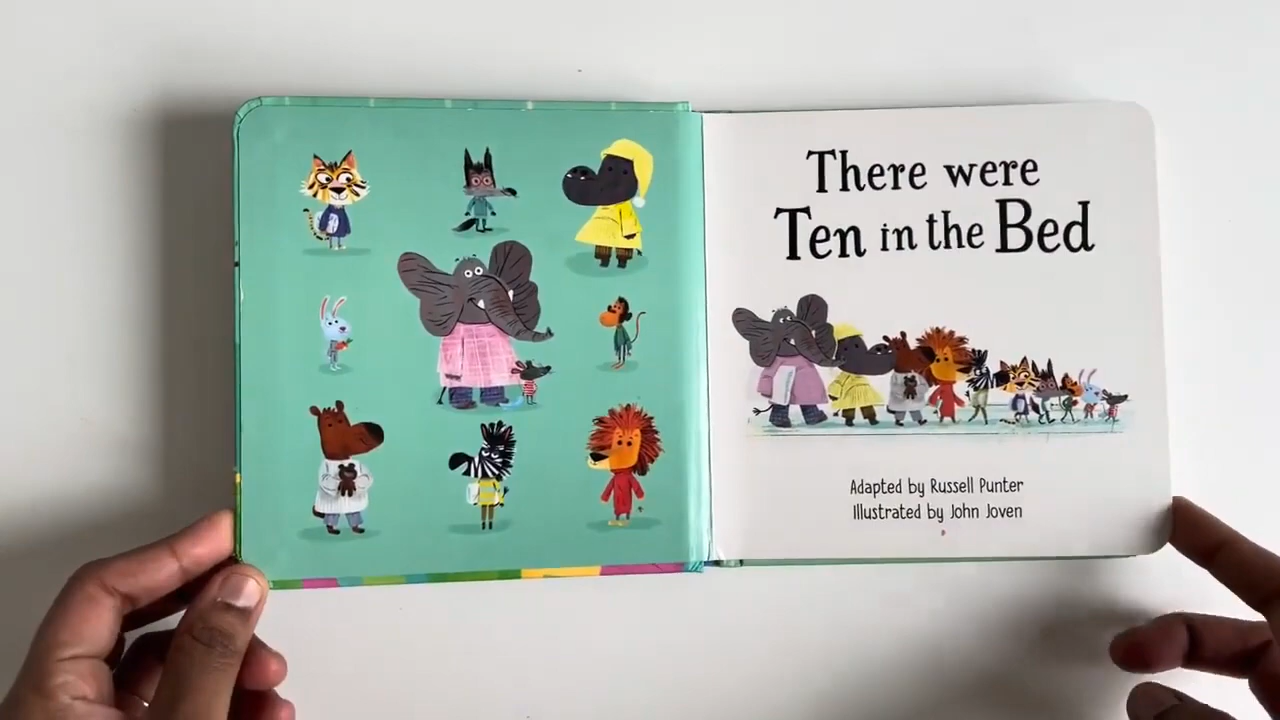 There were
Ten in the Bed
Adapted by Russell Punter
Illustrated by John Joven